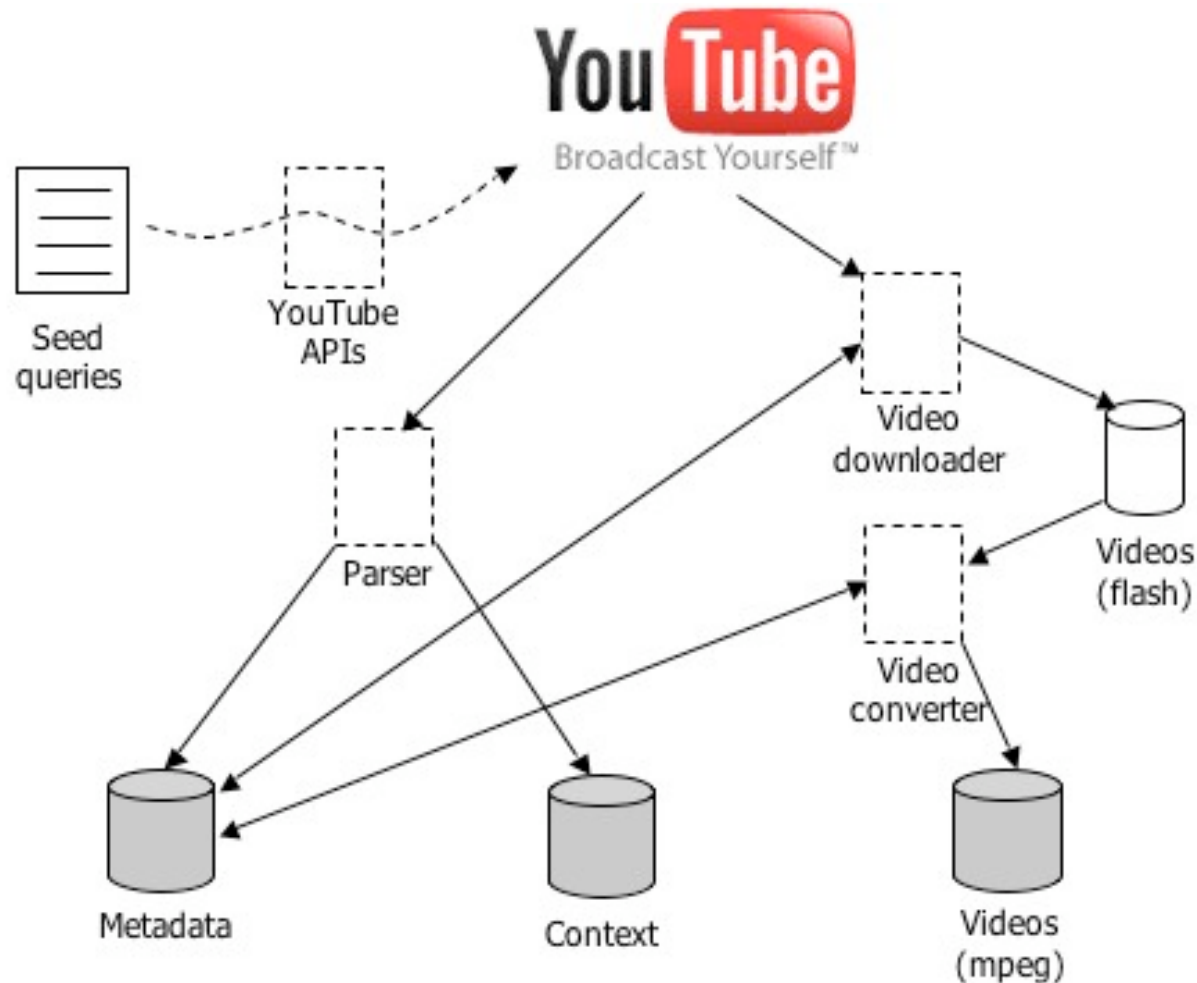 YouTube
Broadcast Yourself™
Seed
queries
YouTube
APIs
Video
downloader
Parser
Videos
(flash)
Video
converter
Metadata
Context
Videos
(mpeg)